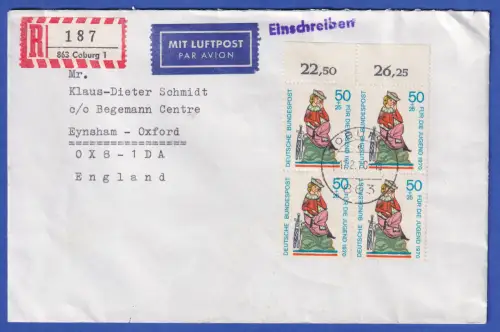 Einschreiben
R 187
863 Coburg 1
MIT LUFTPOST
PAR AVION
Mr.
Klaus-Dieter Schmidt
c/o Begemann Centre
Eynsham - Oxford
OX8-1DA
England
22,50 26,25
50
DEUTSCHE BUNDESPOST
FÜR DIE JUGEND 1970
50
DEUTSCHE BUNDESPOST
FÜR DIE JUGEND 1970
50
DEUTSCHE BUNDESPOST
FÜR DIE JUGEND 1970
50
DEUTSCHE BUNDESPOST
FÜR DIE JUGEND 1970